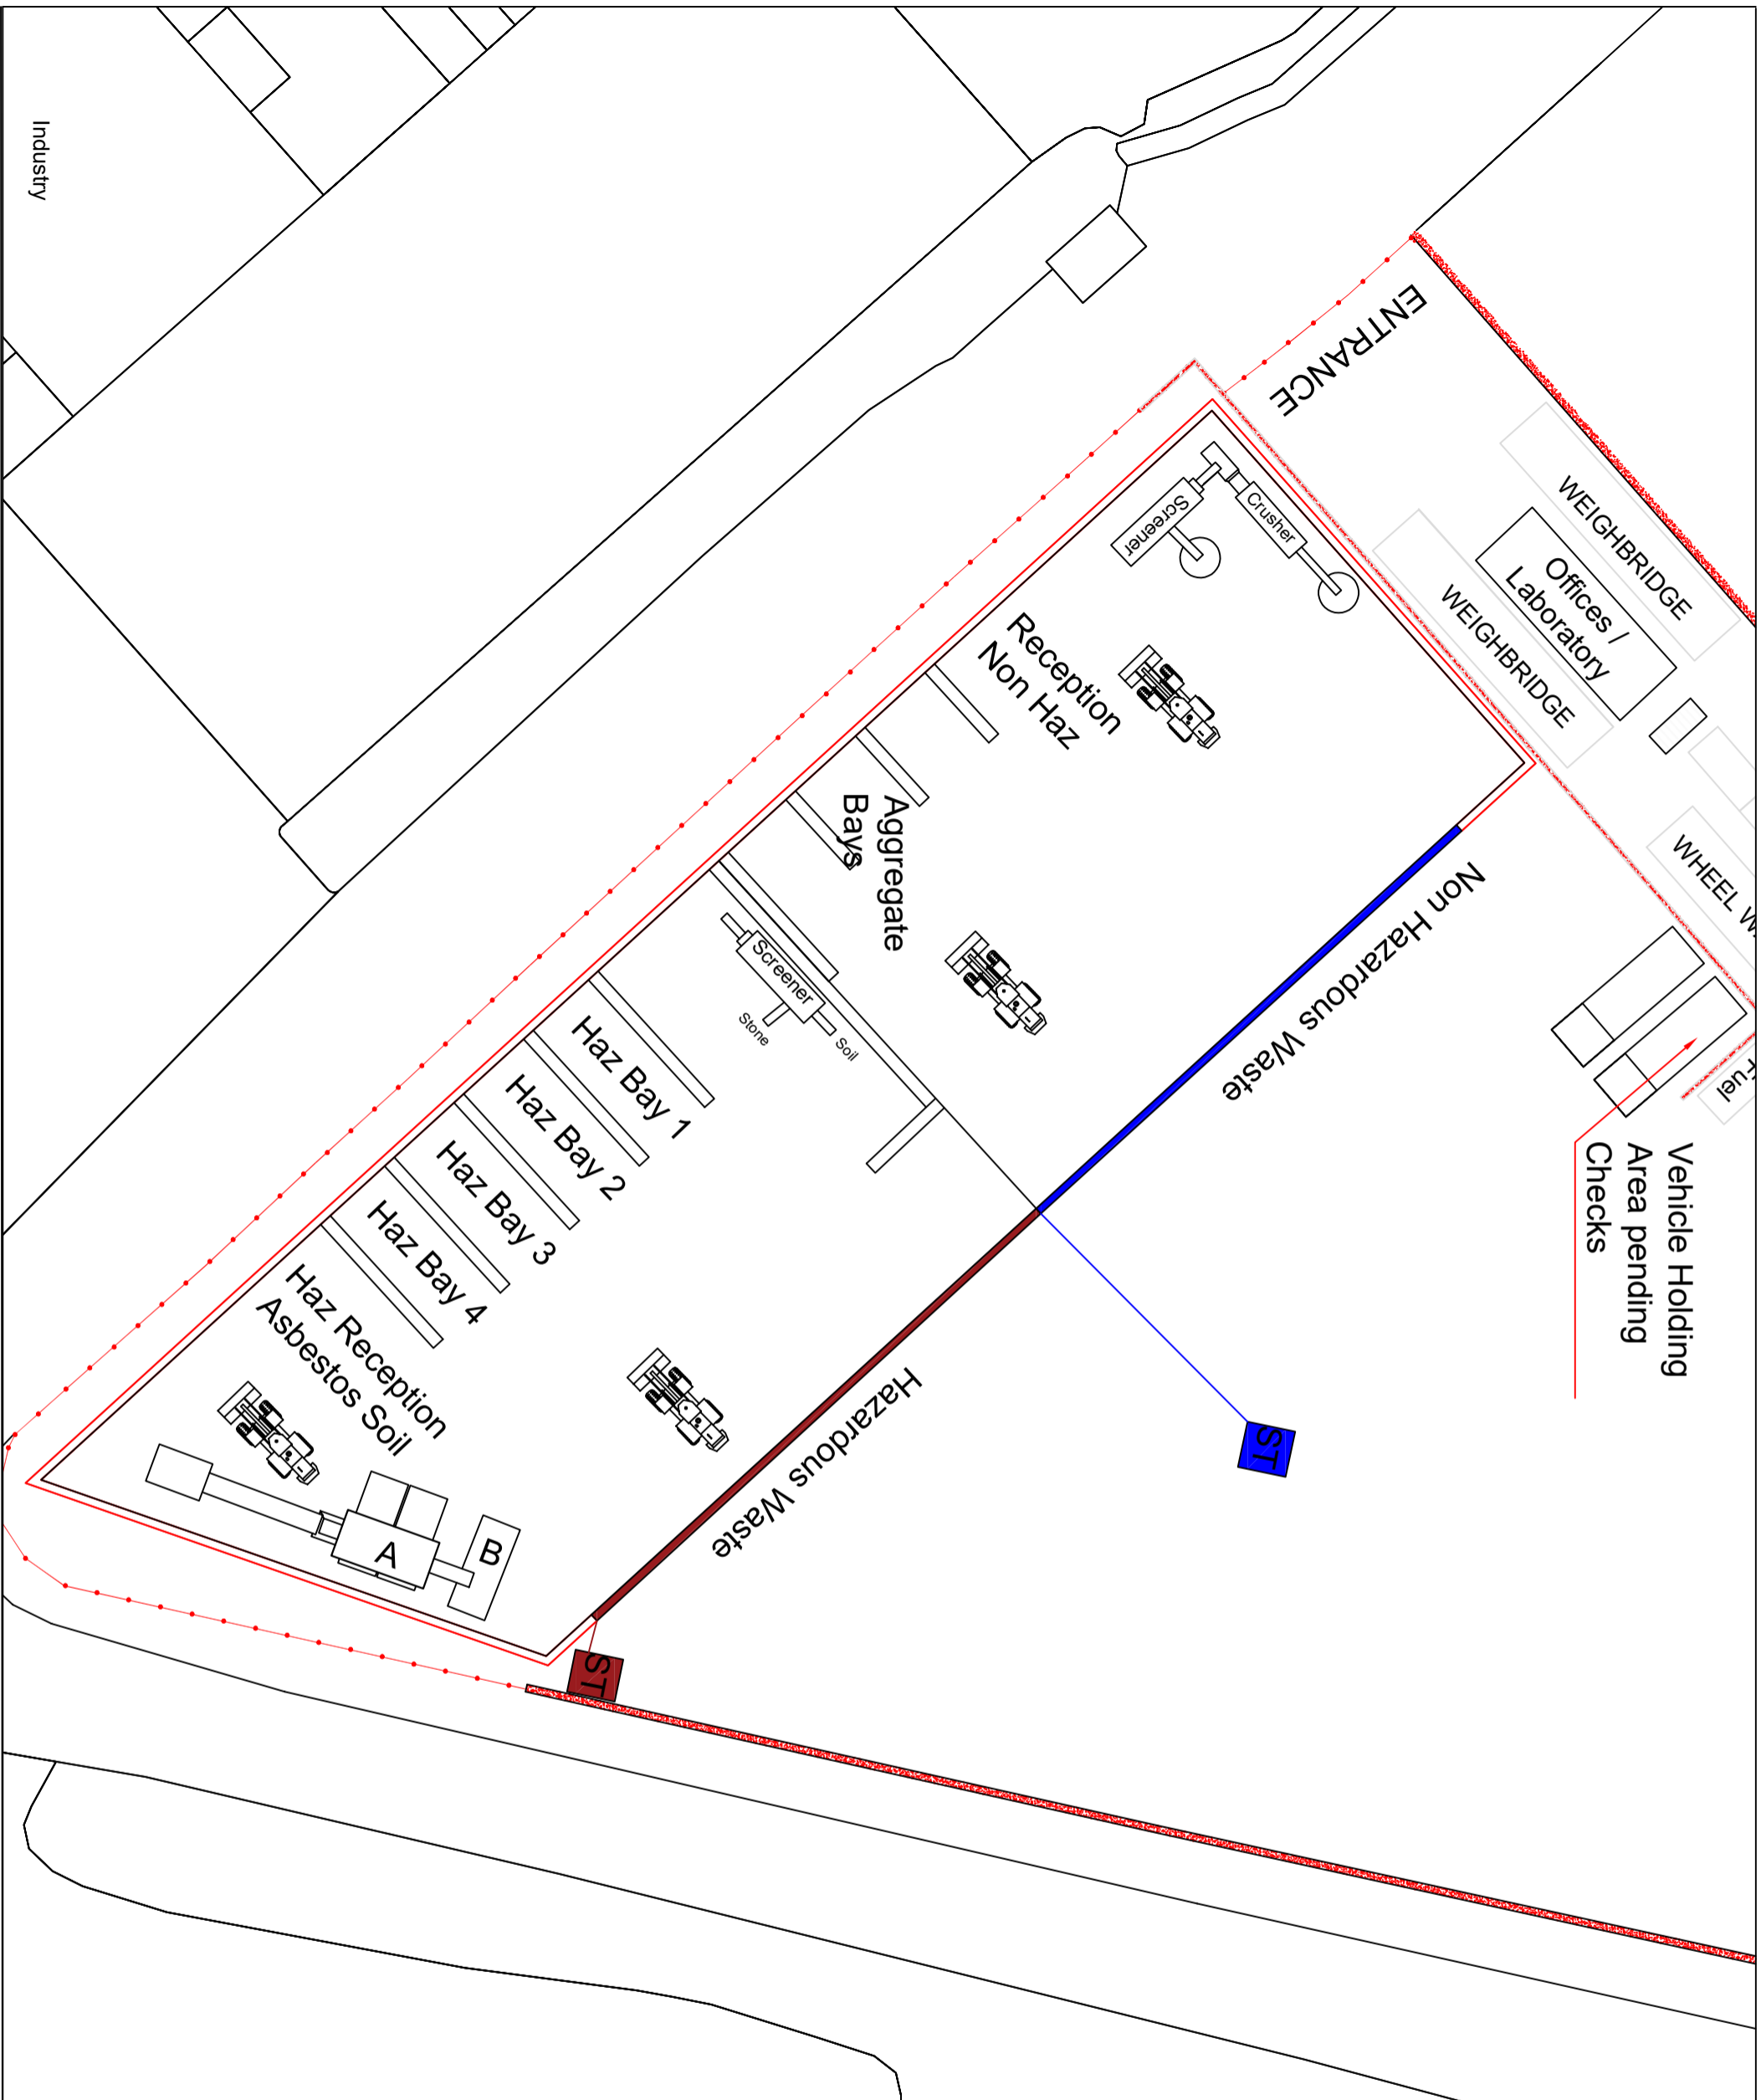 Industry
ENTRANCE
WEIGHBRIDGE
Offices /
Laboratory
WEIGHBRIDGE
WHEEL W
Fuel
Vehicle Holding
Area pending
Checks
Crusher
Screener
Reception
Non Haz
Aggregate
Bays
Non Hazardous Waste
Screener
Stone
Soil
Haz Bay 1
Haz Bay 2
Haz Bay 3
Haz Bay 4
Haz Reception
Asbestos Soil
Hazardous Waste
A
B
ST
ST